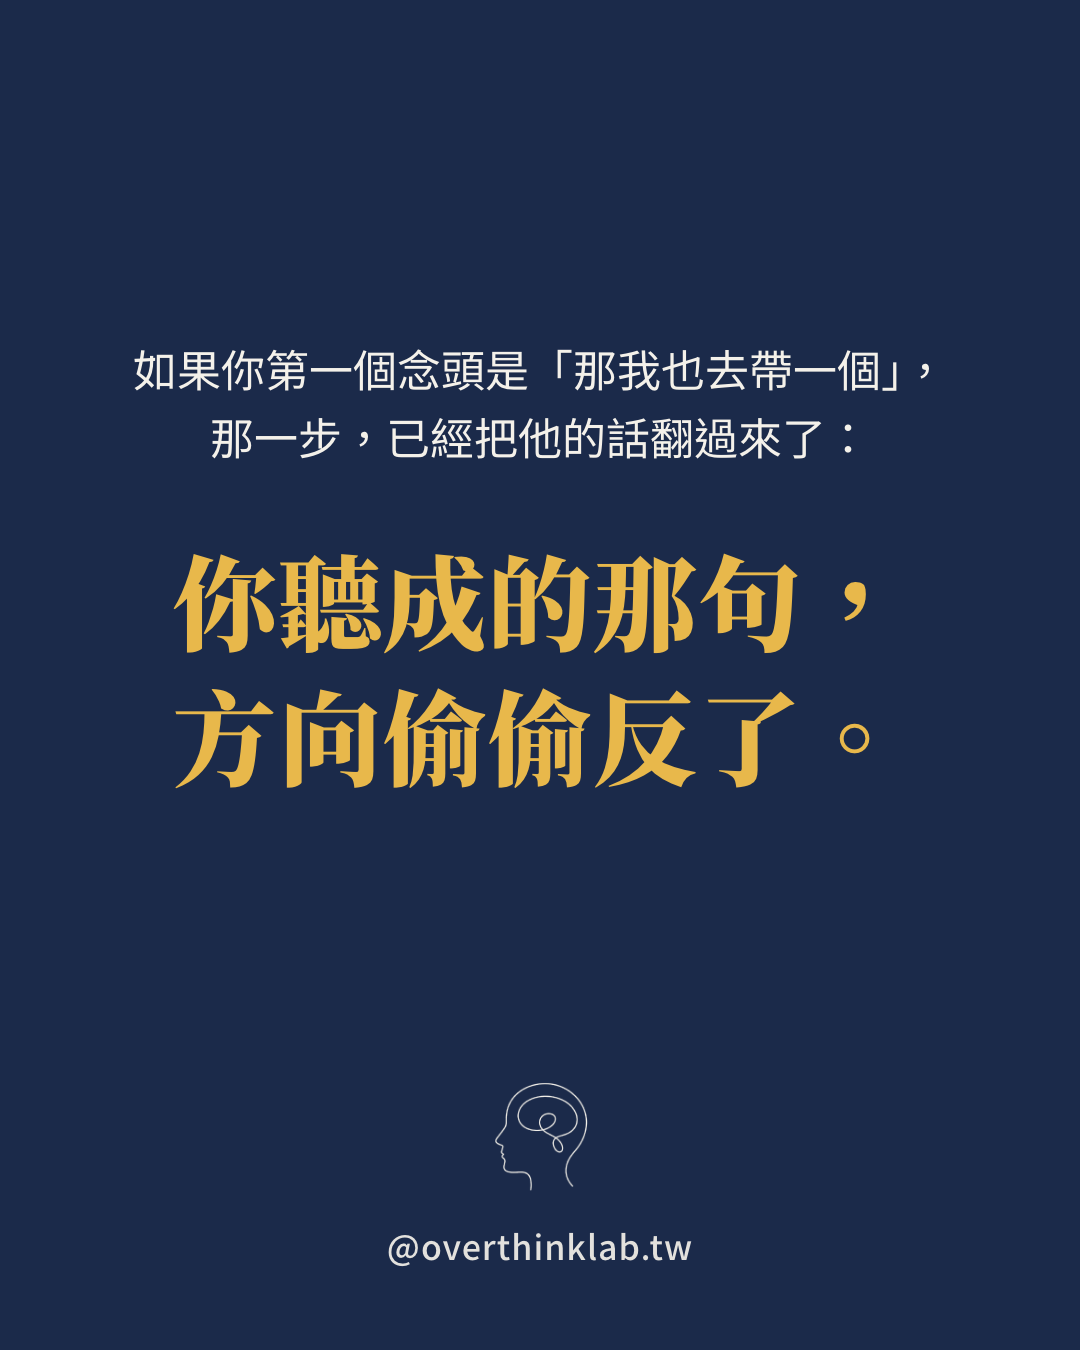 如果你第一個念頭是「那我也去帶一個」，
那一步，已經把他的話翻過來了：
你聽成的那句，
方向偷偷反了。
@overthinklab.tw